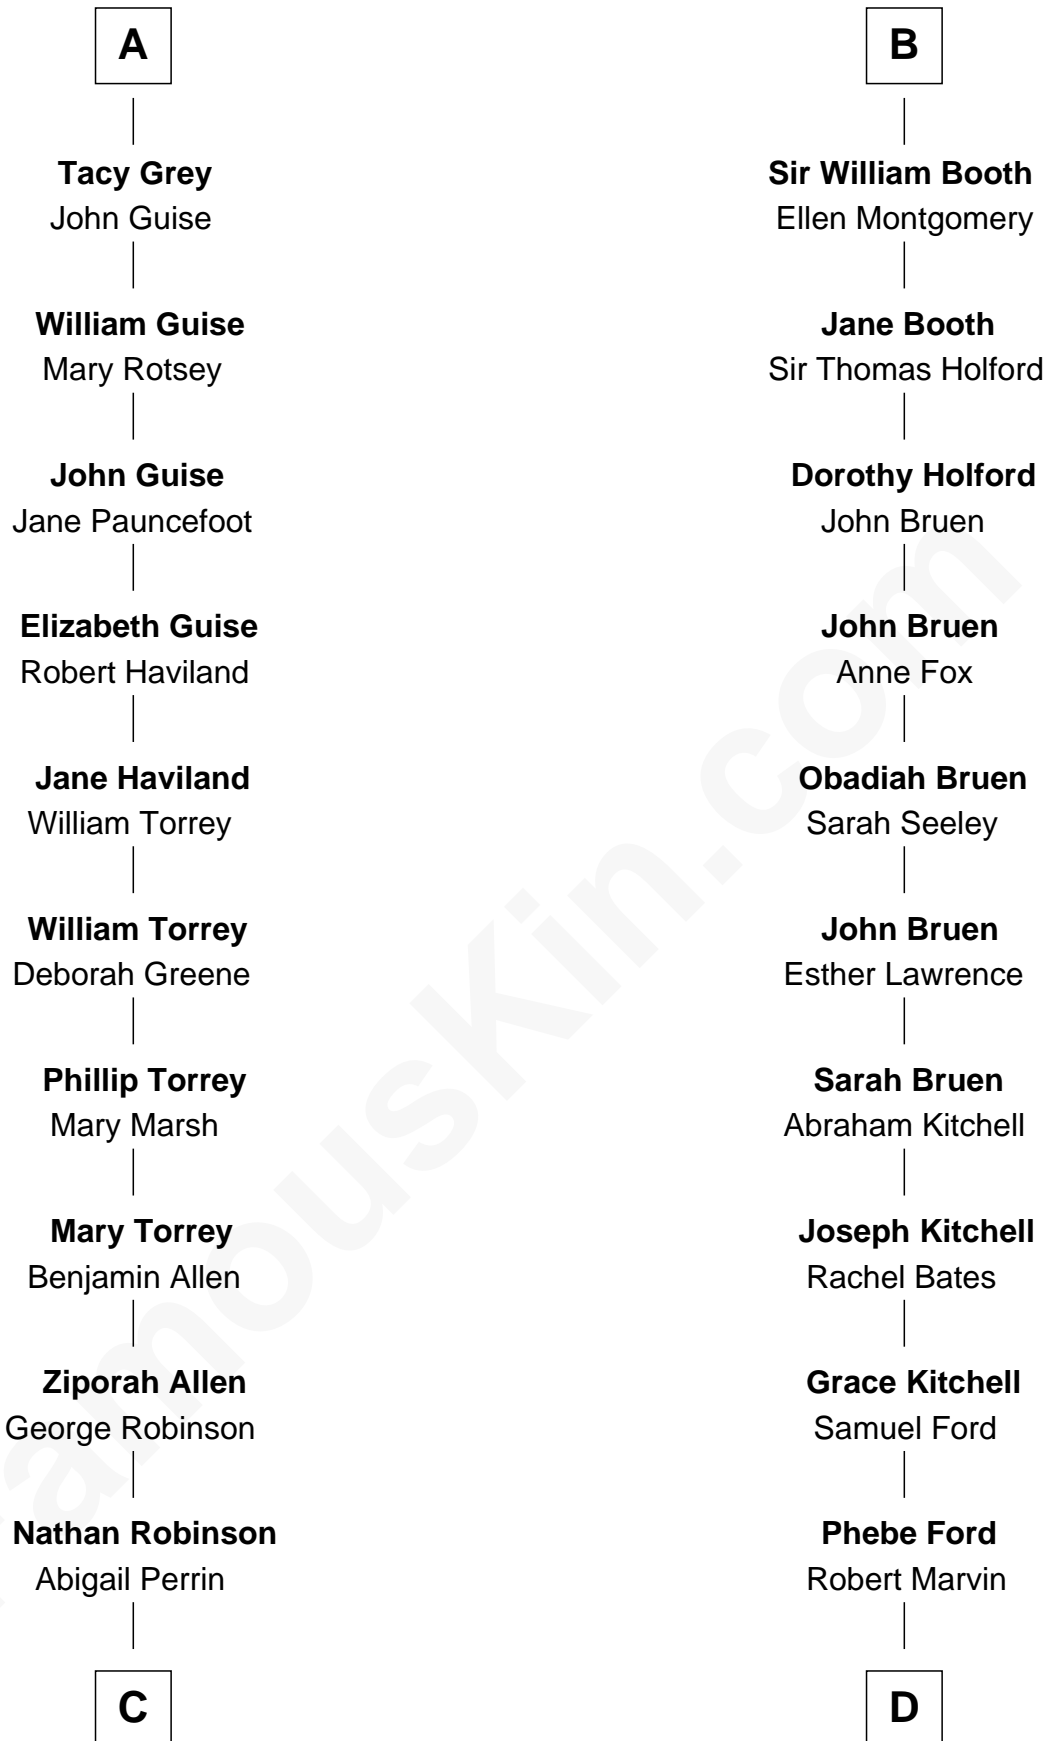 A
Tacy Grey
John Guise
William Guise
Mary Rotsey
John Guise
Jane Pauncefoot
Elizabeth Guise
Robert Haviland
Jane Haviland
William Torrey
William Torrey
Deborah Greene
Phillip Torrey
Mary Marsh
Mary Torrey
Benjamin Allen
Ziporah Allen
George Robinson
Nathan Robinson
Abigail Perrin
C
B
Sir William Booth
Ellen Montgomery
Jane Booth
Sir Thomas Holford
Dorothy Holford
John Bruen
John Bruen
Anne Fox
Obadiah Bruen
Sarah Seeley
John Bruen
Esther Lawrence
Sarah Bruen
Abraham Kitchell
Joseph Kitchell
Rachel Bates
Grace Kitchell
Samuel Ford
Phebe Ford
Robert Marvin
D
FamousKin.com